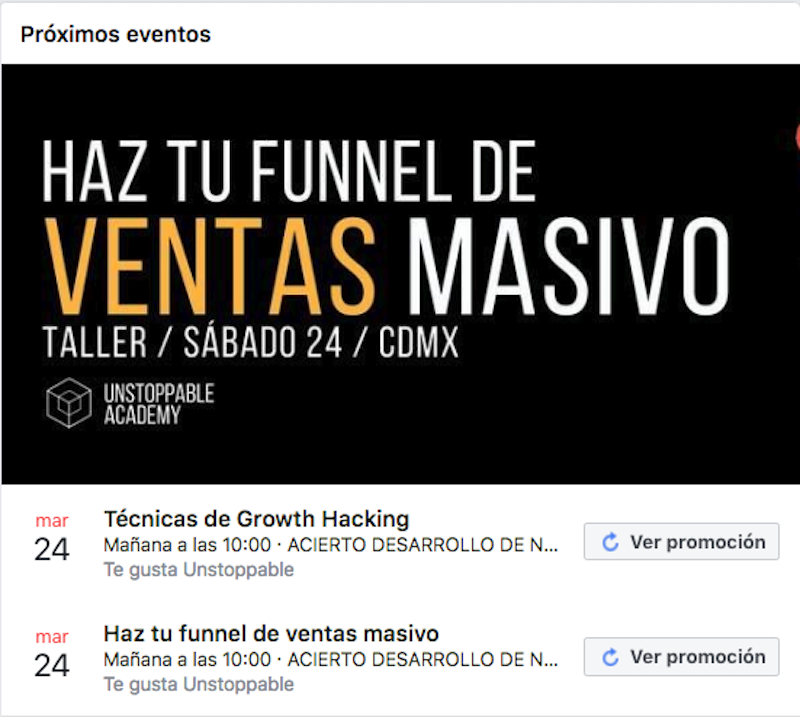 Próximos eventos
HAZ TU FUNNEL DE
VENTAS MASIVO
TALLER / SÁBADO 24 / CDMX
UNSTOPPABLE
ACADEMY
mar
24
Técnicas de Growth Hacking
Mañana a las 10:00 · ACIERTO DESARROLLO DE N...
Te gusta Unstoppable
Ver promoción
mar
24
Haz tu funnel de ventas masivo
Mañana a las 10:00 · ACIERTO DESARROLLO DE N...
Te gusta Unstoppable
Ver promoción